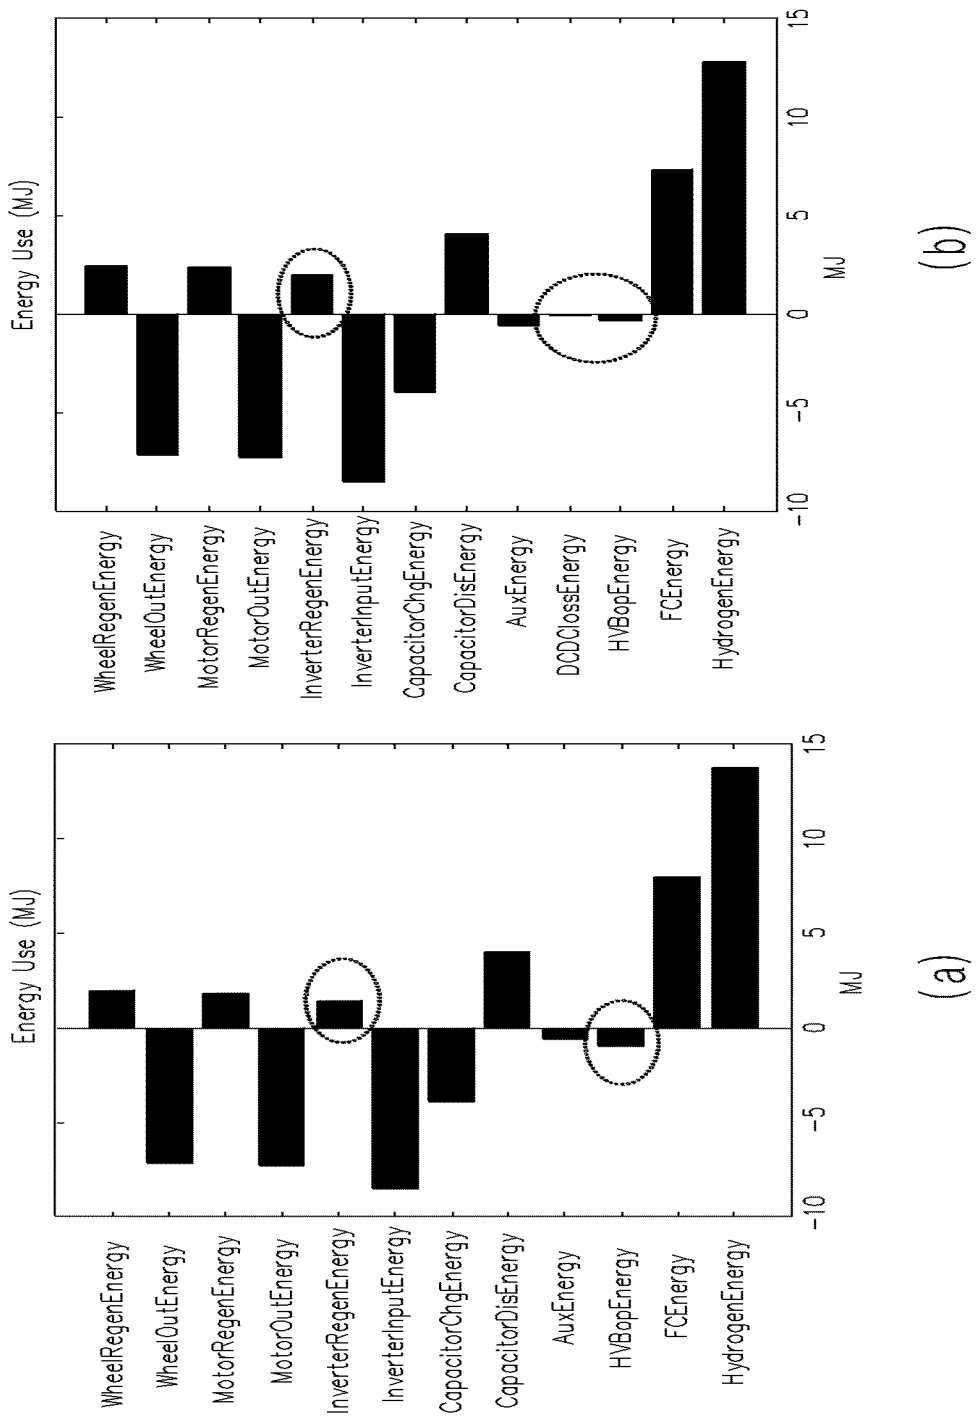 Energy Use (MJ)
WheelRegenEnergy
WheelOutEnergy
MotorRegenEnergy
MotorOutEnergy
InverterRegenEnergy
InverterInputEnergy
CapacitorChgEnergy
CapacitorDisEnergy
AuxEnergy
HVBopEnergy
FCEnergy
HydrogenEnergy
-10 -5 0 5 10 15
MJ
(a)
Energy Use (MJ)
WheelRegenEnergy
WheelOutEnergy
MotorRegenEnergy
MotorOutEnergy
InverterRegenEnergy
InverterInputEnergy
CapacitorChgEnergy
CapacitorDisEnergy
AuxEnergy
DCDClossEnergy
HVBopEnergy
FCEnergy
HydrogenEnergy
-10 -5 0 5 10 15
MJ
(b)